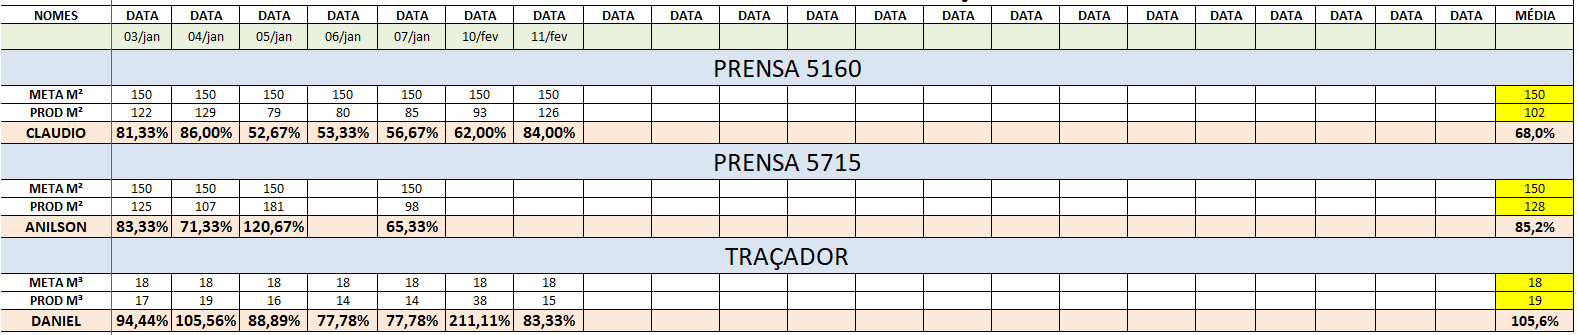 NOMES DATA DATA DATA DATA DATA DATA DATA DATA DATA DATA DATA DATA DATA DATA DATA DATA DATA DATA DATA DATA MÉDIA
03/jan 04/jan 05/jan 06/jan 07/jan 10/fev 11/fev
PRENSA 5160
META M² 150 150 150 150 150 150 150 150
PROD M² 122 129 79 80 85 93 126 102
CLAUDIO 81,33% 86,00% 52,67% 53,33% 56,67% 62,00% 84,00% 68,0%
PRENSA 5715
META M² 150 150 150 150 150
PROD M² 125 107 181 98 128
ANILSON 83,33% 71,33% 120,67% 65,33% 85,2%
TRAÇADOR
META M³ 18 18 18 18 18 18 18 18
PROD M³ 17 19 16 14 14 38 15 19
DANIEL 94,44% 105,56% 88,89% 77,78% 77,78% 211,11% 83,33% 105,6%